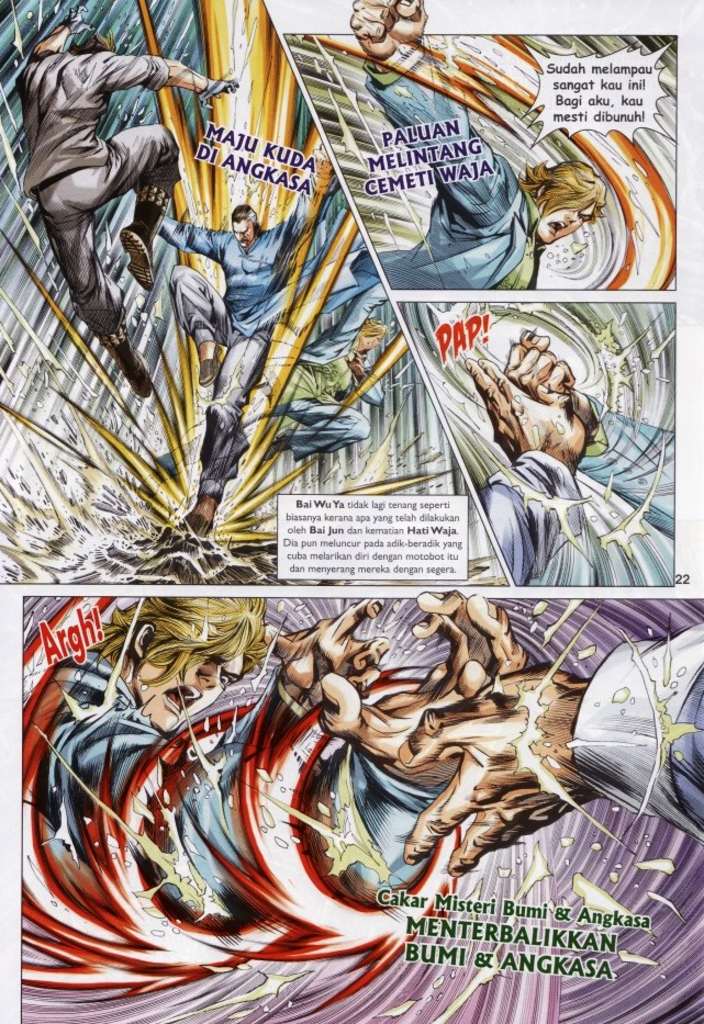 MAJU KUDA
DI ANGKASA
PALUAN
MELINTANG
CEMETI WAJA
Sudah melampau
sangat kau ini!
Bagi aku, kau
mesti dibunuh!
PAP!
Bai Wu Ya tidak lagi tenang seperti
biasanya kerana apa yang telah dilakukan
oleh Bai Jun dan kematian Hati Waja.
Dia pun meluncur pada adik-beradik yang
cuba melarikan diri dengan motobot itu
dan menyerang mereka dengan segera.
22
Argh!
Cakar Misteri Bumi & Angkasa
MENTERBALIKKAN
BUMI & ANGKASA